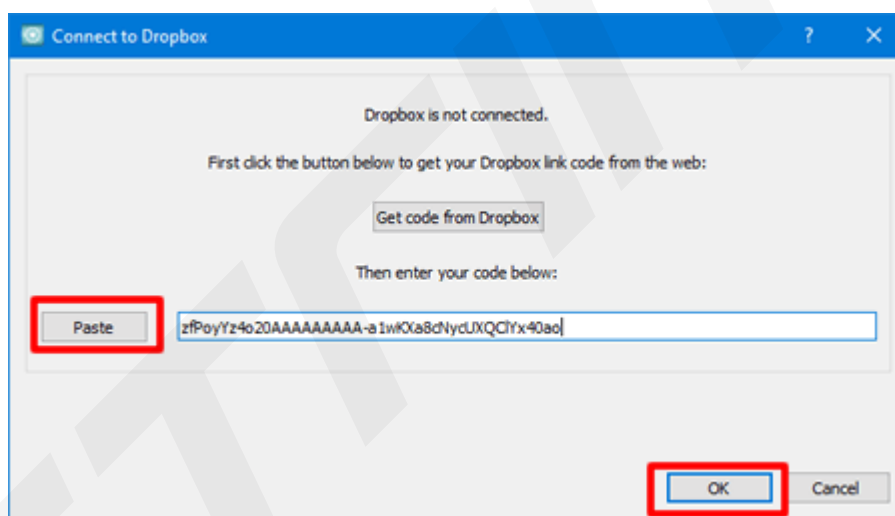 Connect to Dropbox
Dropbox is not connected.
First click the button below to get your Dropbox link code from the web:
Get code from Dropbox
Then enter your code below:
Paste zfPoyYz4o20AAAAAAAAAA-a1wKXa8cNycUXQClYx40ao
OK Cancel